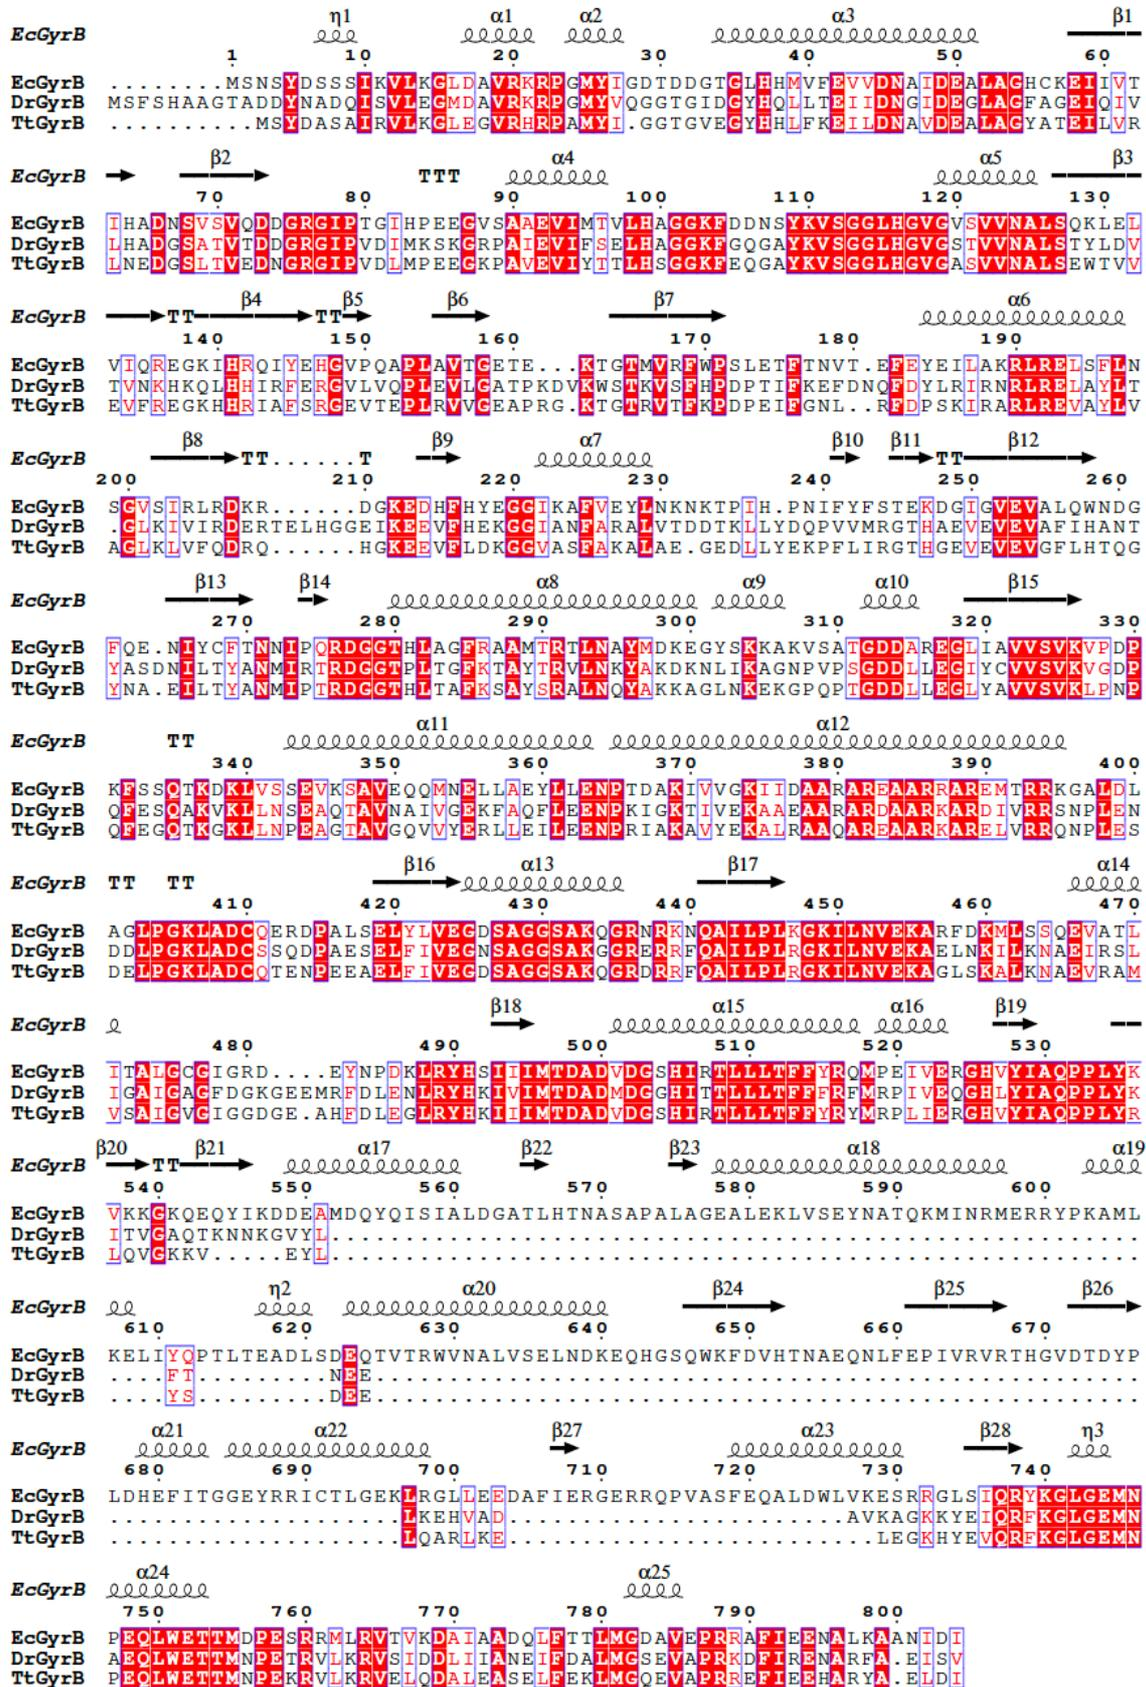 η1 α1 α2 α3 β1
EcGyrB
1 10 20 30 40 50 60
EcGyrB ........MSNSYDSSSIKVLKGLDAVRKRPGMYIGDTDDGTGLHHMVFEVVDNAIDEALAGHCKEIIVT
DrGyrB MSFSHAAGTADDYNADQISVLEGMDAVRKRPGMYVQGGTGIDGYHQLLTEIIDNGIDEGLAGFAGEIQIV
TtGyrB ..........MSYDASAIRVLKGLEGVRHRPAMYI.GGTGVEGYHHLFKEILDNAVDEALAGYATEILVR
β2 α4 α5 β3
EcGyrB TTT
70 80 90 100 110 120 130
EcGyrB IHADNSVSVQDDGRGIPTGIHPEEGVSAAEVIMTVLHAGGKFDDNSYKVSGGLHGVGVSVVNALSQKLEL
DrGyrB LHADGSATVTDDGRGIPVDIMKSKGRPAIEVIFSELHAGGKFGQGAYKVSGGLHGVGSTVVNALSTYLDV
TtGyrB LNEDGSLTVEDNGRGIPVDLMPEEGKPAVEVIYTTLHSGGKFEQGAYKVSGGLHGVGASVVNALSEWTVV
β4 β5 β6 β7 α6
EcGyrB TT TT
140 150 160 170 180 190
EcGyrB VIQREGKIHRQIYEHGVPQAPLAVTGETE...KTGTMVRFWPSLETFTNVT.EFEYEILAKRLRELSFLN
DrGyrB TVNKHKQLHHIRFERGVLVQPLEVLGATPKDVKWSTKVSFHPDPTIFKEFDNQFDYLRIRNRLRELAYLT
TtGyrB EVFREGKHHRIAFSRGEVTEPLRVVGEAPRG.KTGTRVTFKPDPEIFGNL..RFDPSKIRARLREVAYLV
β8 β9 α7 β10 β11 β12
EcGyrB TT......T TT
200 210 220 230 240 250 260
EcGyrB SGVSIRLRDKR......DGKEDHFHYEGGIKAFVEYLNKNKTPIH.PNIFYFSTEKDGIGVEVALQWNDG
DrGyrB .GLKIVIRDERTELHGGEIKEEVFHEKGGIANFARALVTDDTKLLYDQPVVMRGTHAEVEVEVAFIHANT
TtGyrB AGLKLVFQDRQ......HGKEEVFLDKGGVASFAKALAE.GEDLLYEKPFLIRGTHGEVEVEVGFLHTQG
β13 β14 α8 α9 α10 β15
EcGyrB
270 280 290 300 310 320 330
EcGyrB FQE.NIYCFTNNIPQRDGGTHLAGFRAAMTRTLNAYMDKEGYSKKAKVSATGDDAREGLIAVVSVKVPDP
DrGyrB YASDNILTYANMIPTRDGGTPLTGFKTAYTRVLNKYAKDKNLIKAGNPVPSGDDLLEGIYCVVSVKVGDP
TtGyrB YNA.EILTYANMIPTRDGGTHLTAFKSAYSRALNQYAKKAGLNKEKGPQPTGDDLLEGLYAVVSVKLPNP
α11 α12
EcGyrB TT
340 350 360 370 380 390 400
EcGyrB KFSSQTKDKLVSSEVKSAVEQQMNELLAEYLLENPTDAKIVVGKIIDAARAREAARRAREMTRRKGALDL
DrGyrB QFESQAKVKLLNSEAQTAVNAIVGEKFAQFLEENPKIGKTIVEKAAEAARAREAARKARDIVRRSNPLEN
TtGyrB QFEGQTKGKLLNPEAGTAVGQVVYERLLEILEENPRIAKAVYEKALRAAQAREAARKARELVRRQNPLES
β16 α13 β17 α14
EcGyrB TT TT
410 420 430 440 450 460 470
EcGyrB AGLPGKLADCQERDPALSELYLVEGDSAGGSAKQGRNRKNQAILPLKGKILNVEKARFDKMLSSQEVATL
DrGyrB DDLPGKLADCSSQDPAESELFIVEGNSAGGSAKGGRERRFQAILPLRGKILNVEKAELNKILKNAEIRSL
TtGyrB DELPGKLADCQTENPEEAELFIVEGDSAGGSAKQGRDRRFQAILPLRGKILNVEKAGLSKALKNAEVRAM
β18 α15 α16 β19
EcGyrB
480 490 500 510 520 530
EcGyrB ITALGCGIGRD....EYNPDKLRYHSIIIMTDADVDGSHIRTLLLTFFYRQMPEIVERGHVYIAQPPLYK
DrGyrB IGAIGAGFDGKGEEMRFDLENLRYHKIVIMTDADMDGSHITTLLLTFFFRFMRPIVEQGHLYIAQPPLYK
TtGyrB VSAIGVGIGGDGE.AHFDLEGLRYHKIIIMTDADVDGSHIRTLLLTFFYRYMRPLIERGHVYIAQPPLYR
β20 β21 α17 β22 β23 α18 α19
EcGyrB TT
540 550 560 570 580 590 600
EcGyrB VKKGKQEQYIKDDEAMDQYQISIALDGATLHTNASAPALAGEALEKLVSEYNATQKMINRMERRYPKAML
DrGyrB ITVGAQTKNNKGVYL.......................................................
TtGyrB LQVGKKV.....EYL.......................................................
η2 α20 β24 β25 β26
EcGyrB
610 620 630 640 650 660 670
EcGyrB KELIYQPTLTEADLSDEQTVTRWVNALVSELNDKEQHGSQWKFDVHTNAEQNLFEPIVRVRTHGVDTDYP
DrGyrB ....FT.........NEE....................................................
TtGyrB ....YS.........DEE....................................................
α21 α22 β27 α23 β28 η3
EcGyrB
680 690 700 710 720 730 740
EcGyrB LDHEFITGGEYRRICTLGEKLRGLLEEDAFIERGERRQPVASFEQALDWLVKESRRGLSIQRYKGLGEMN
DrGyrB ....................LKEHVAD.......................AVKAGKKYEIQRFKGLGEMN
TtGyrB ....................LQARLKE.........................LEGKHYEVQRFKGLGEMN
α24 α25
EcGyrB
750 760 770 780 790 800
EcGyrB PEQLWETTMDPESRRMLRVTVKDAIAADQLFTTLMGDAVEPRRAFIEENALKAANIDI
DrGyrB AEQLWETTMNPETRVLKRVSIDDLIIANEIFDALMGSEVAPRKDFIRENARFA.EISV
TtGyrB PEQLWETTMNPEKRVLKRVELQDALEASELFEKLMGQEVAPRREFIEEHARYA.ELDI